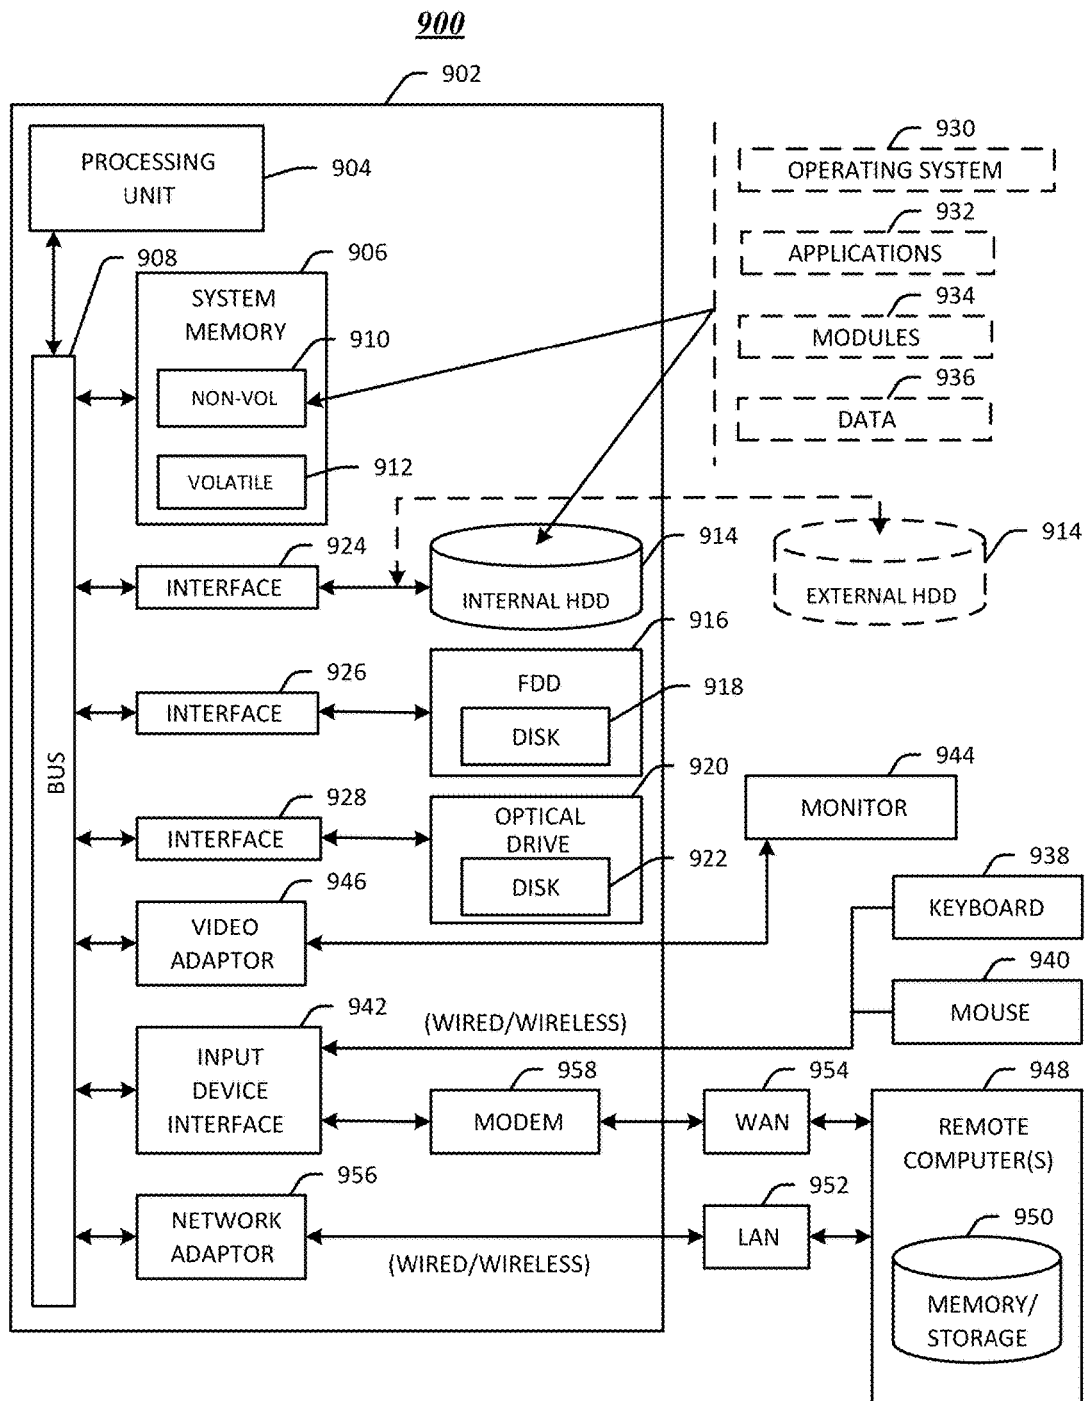 900
902
PROCESSING
UNIT
904
930
OPERATING SYSTEM
932
APPLICATIONS
934
MODULES
936
DATA
908
906
SYSTEM
MEMORY
910
NON-VOL
912
VOLATILE
924
INTERFACE
914
INTERNAL HDD
914
EXTERNAL HDD
916
FDD
926
INTERFACE
918
DISK
BUS
920
OPTICAL
DRIVE
928
INTERFACE
922
DISK
944
MONITOR
946
VIDEO
ADAPTOR
938
KEYBOARD
940
MOUSE
942
INPUT
DEVICE
INTERFACE
(WIRED/WIRELESS)
958
MODEM
954
WAN
948
REMOTE
COMPUTER(S)
956
NETWORK
ADAPTOR
(WIRED/WIRELESS)
952
LAN
950
MEMORY/
STORAGE